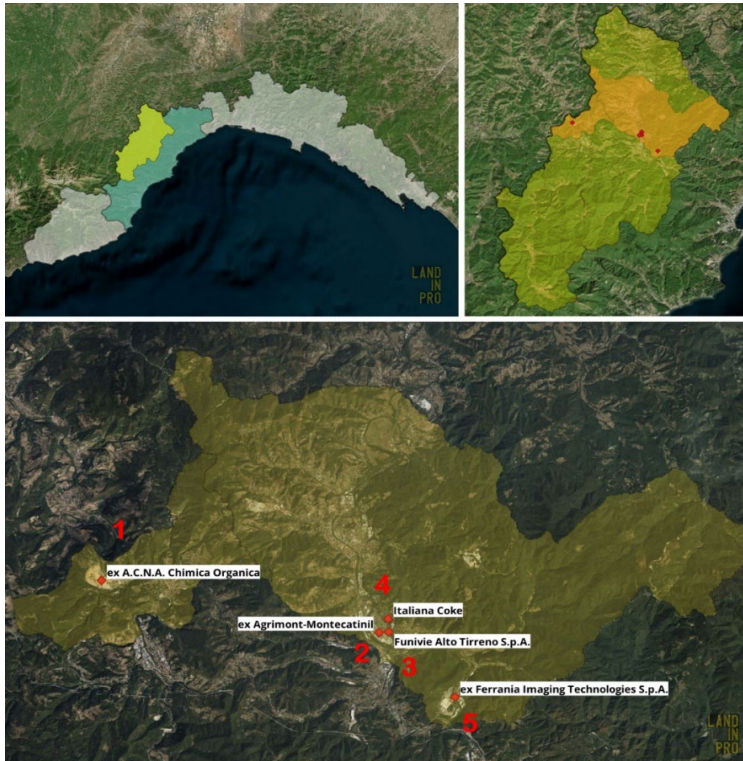 LAND
IN
PRO
1
ex A.C.N.A. Chimica Organica
4
Italiana Coke
ex Agrimont-Montecatinil
Funivie Alto Tirreno S.p.A.
2
3
ex Ferrania Imaging Technologies S.p.A.
5
LAND
IN
PRO